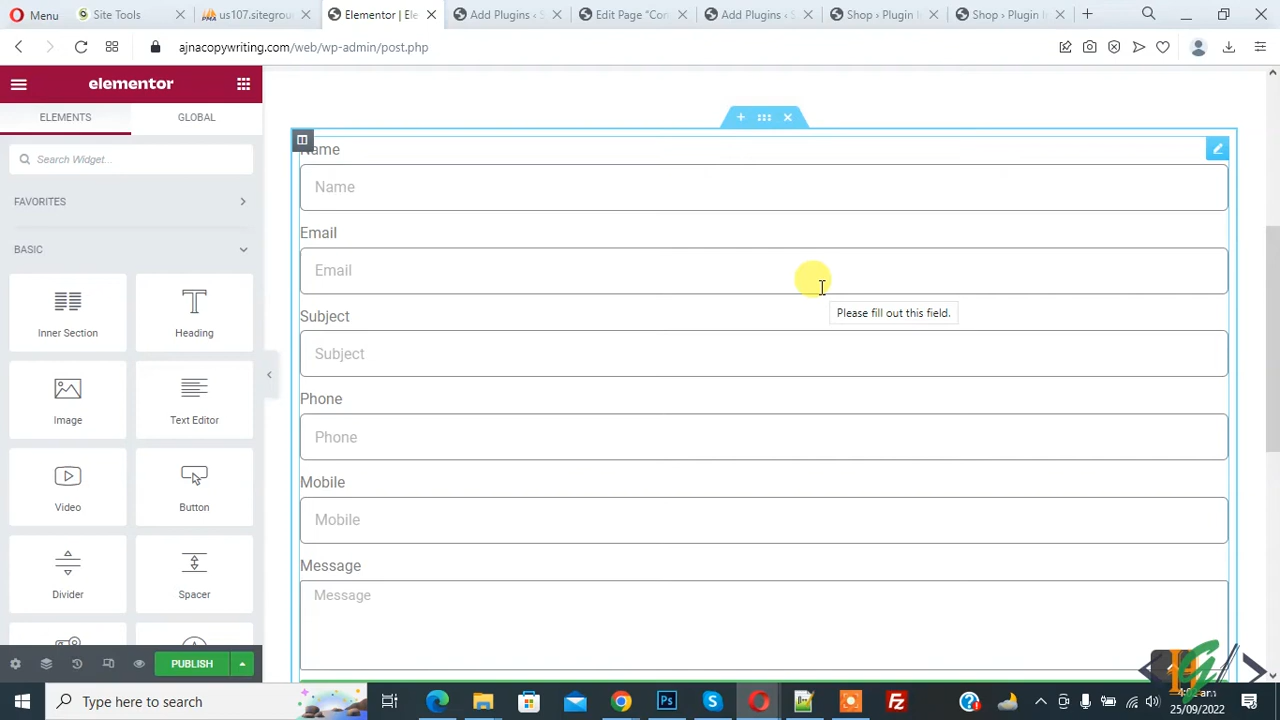 Menu
Site Tools
us107.sitegrou
Elementor | Ele
Add Plugins ‹ S
Edit Page "Con
Add Plugins ‹ S
Shop › Plugin I
Shop › Plugin I
ajnacopywriting.com/web/wp-admin/post.php
elementor
ELEMENTS
GLOBAL
Search Widget...
FAVORITES
BASIC
Inner Section
Heading
Image
Text Editor
Video
Button
Divider
Spacer
PUBLISH
Name
Name
Email
Email
Please fill out this field.
Subject
Subject
Phone
Phone
Mobile
Mobile
Message
Message
Type here to search
25/09/2022